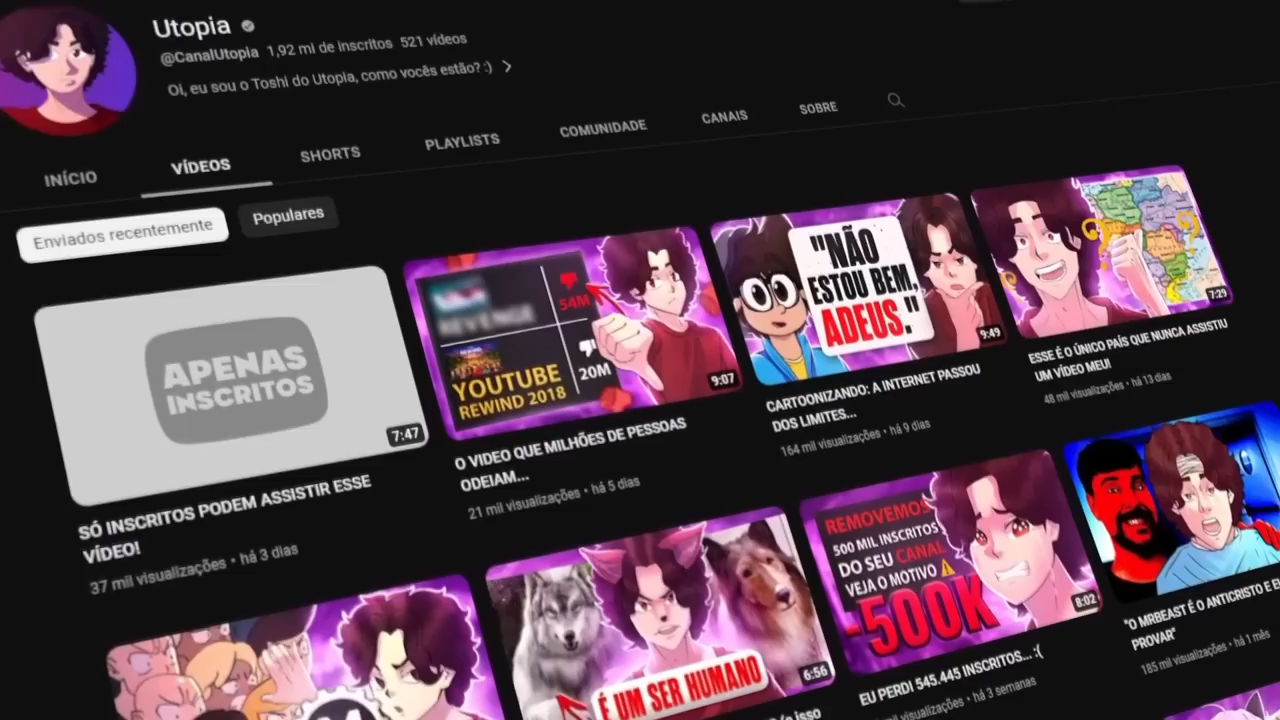 Utopia
@CanalUtopia 1,92 mi de inscritos 521 vídeos
Oi, eu sou o Toshi do Utopia, como vocês estão? :)
INÍCIO
VÍDEOS
SHORTS
PLAYLISTS
COMUNIDADE
CANAIS
SOBRE
Enviados recentemente
Populares
APENAS
INSCRITOS
7:47
SÓ INSCRITOS PODEM ASSISTIR ESSE
VÍDEO!
37 mil visualizações • há 3 dias
REVENGE
54M
20M
YOUTUBE
REWIND 2018
9:07
O VIDEO QUE MILHÕES DE PESSOAS
ODEIAM...
21 mil visualizações • há 5 dias
"NÃO
ESTOU BEM,
ADEUS."
9:49
CARTOONIZANDO: A INTERNET PASSOU
DOS LIMITES...
164 mil visualizações • há 9 dias
7:29
ESSE É O ÚNICO PAÍS QUE NUNCA ASSISTIU
UM VÍDEO MEU!
48 mil visualizações • há 13 dias
É UM SER HUMANO
6:56
isso
REMOVEMOS
500 MIL INSCRITOS
DO SEU CANAL
VEJA O MOTIVO
-500K
8:02
EU PERDI 545.445 INSCRITOS... :(
mil visualizações • há 3 semanas
"O MRBEAST É O ANTICRISTO E
PROVAR"
185 mil visualizações • há 1 mês